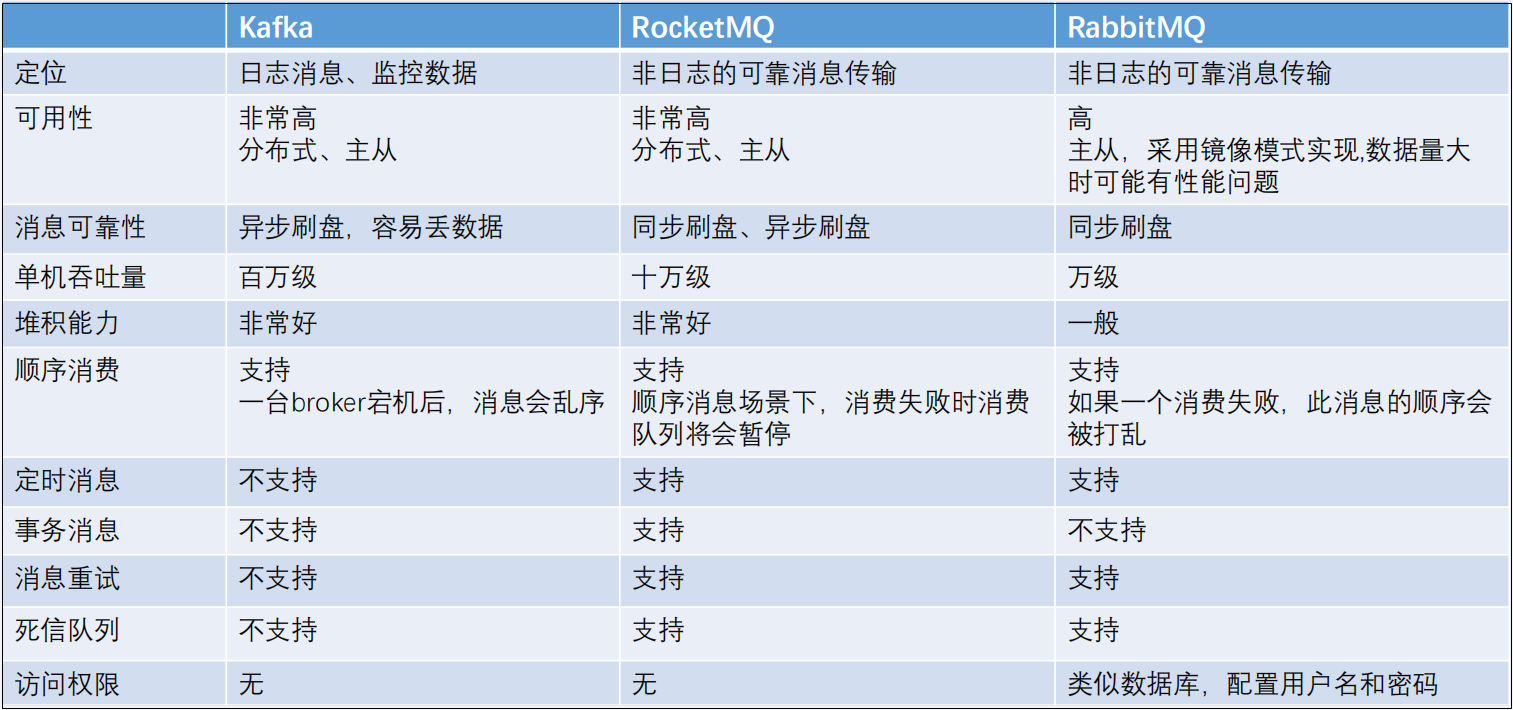 Kafka RocketMQ RabbitMQ
定位 日志消息、监控数据 非日志的可靠消息传输 非日志的可靠消息传输
可用性 非常高 非常高 高
分布式、主从 分布式、主从 主从，采用镜像模式实现,数据量大
时可能有性能问题
消息可靠性 异步刷盘，容易丢数据 同步刷盘、异步刷盘 同步刷盘
单机吞吐量 百万级 十万级 万级
堆积能力 非常好 非常好 一般
顺序消费 支持 支持 支持
一台broker宕机后，消息会乱序 顺序消息场景下，消费失败时消费 如果一个消费失败，此消息的顺序会
队列将会暂停 被打乱
定时消息 不支持 支持 支持
事务消息 不支持 支持 不支持
消息重试 不支持 支持 支持
死信队列 不支持 支持 支持
访问权限 无 无 类似数据库，配置用户名和密码